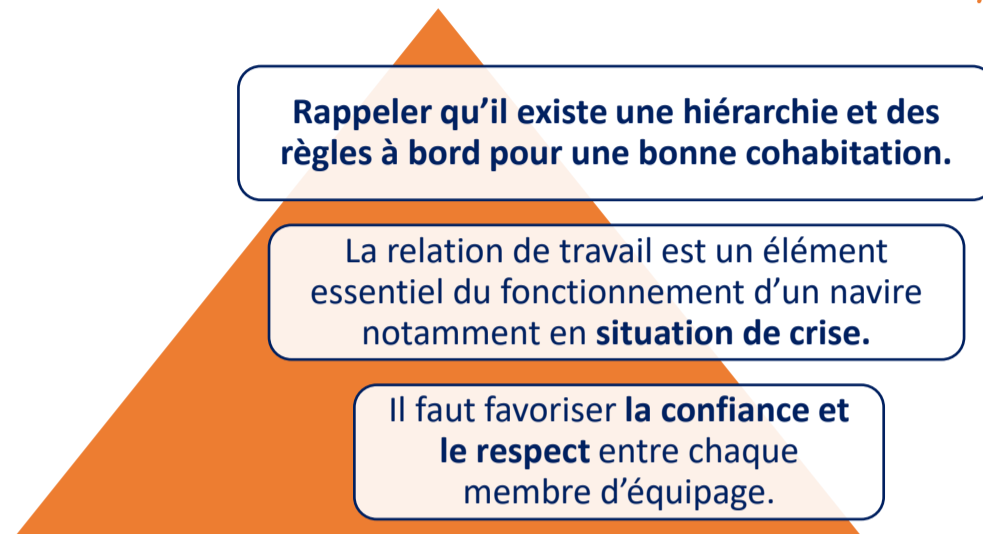 Rappeler qu’il existe une hiérarchie et des
règles à bord pour une bonne cohabitation.
La relation de travail est un élément
essentiel du fonctionnement d’un navire
notamment en situation de crise.
Il faut favoriser la confiance et
le respect entre chaque
membre d’équipage.